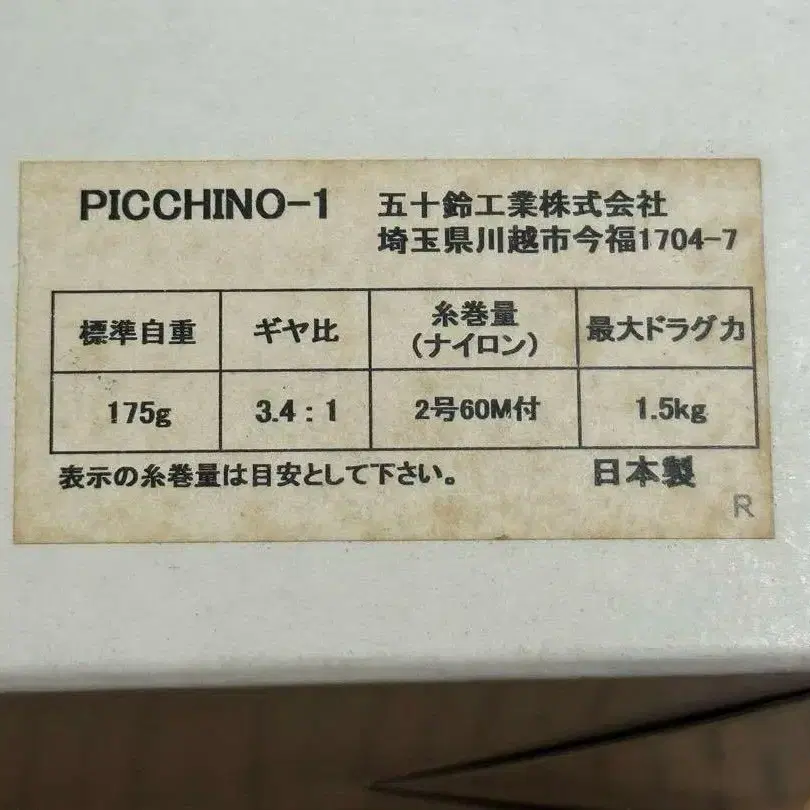 PICCHINO-1
五十鈴工業株式会社
埼玉県川越市今福1704-7
標準自重 ギヤ比 糸巻量(ナイロン) 最大ドラグ力
175g 3.4:1 2号60M付 1.5kg
表示の糸巻量は目安として下さい。 日本製
R